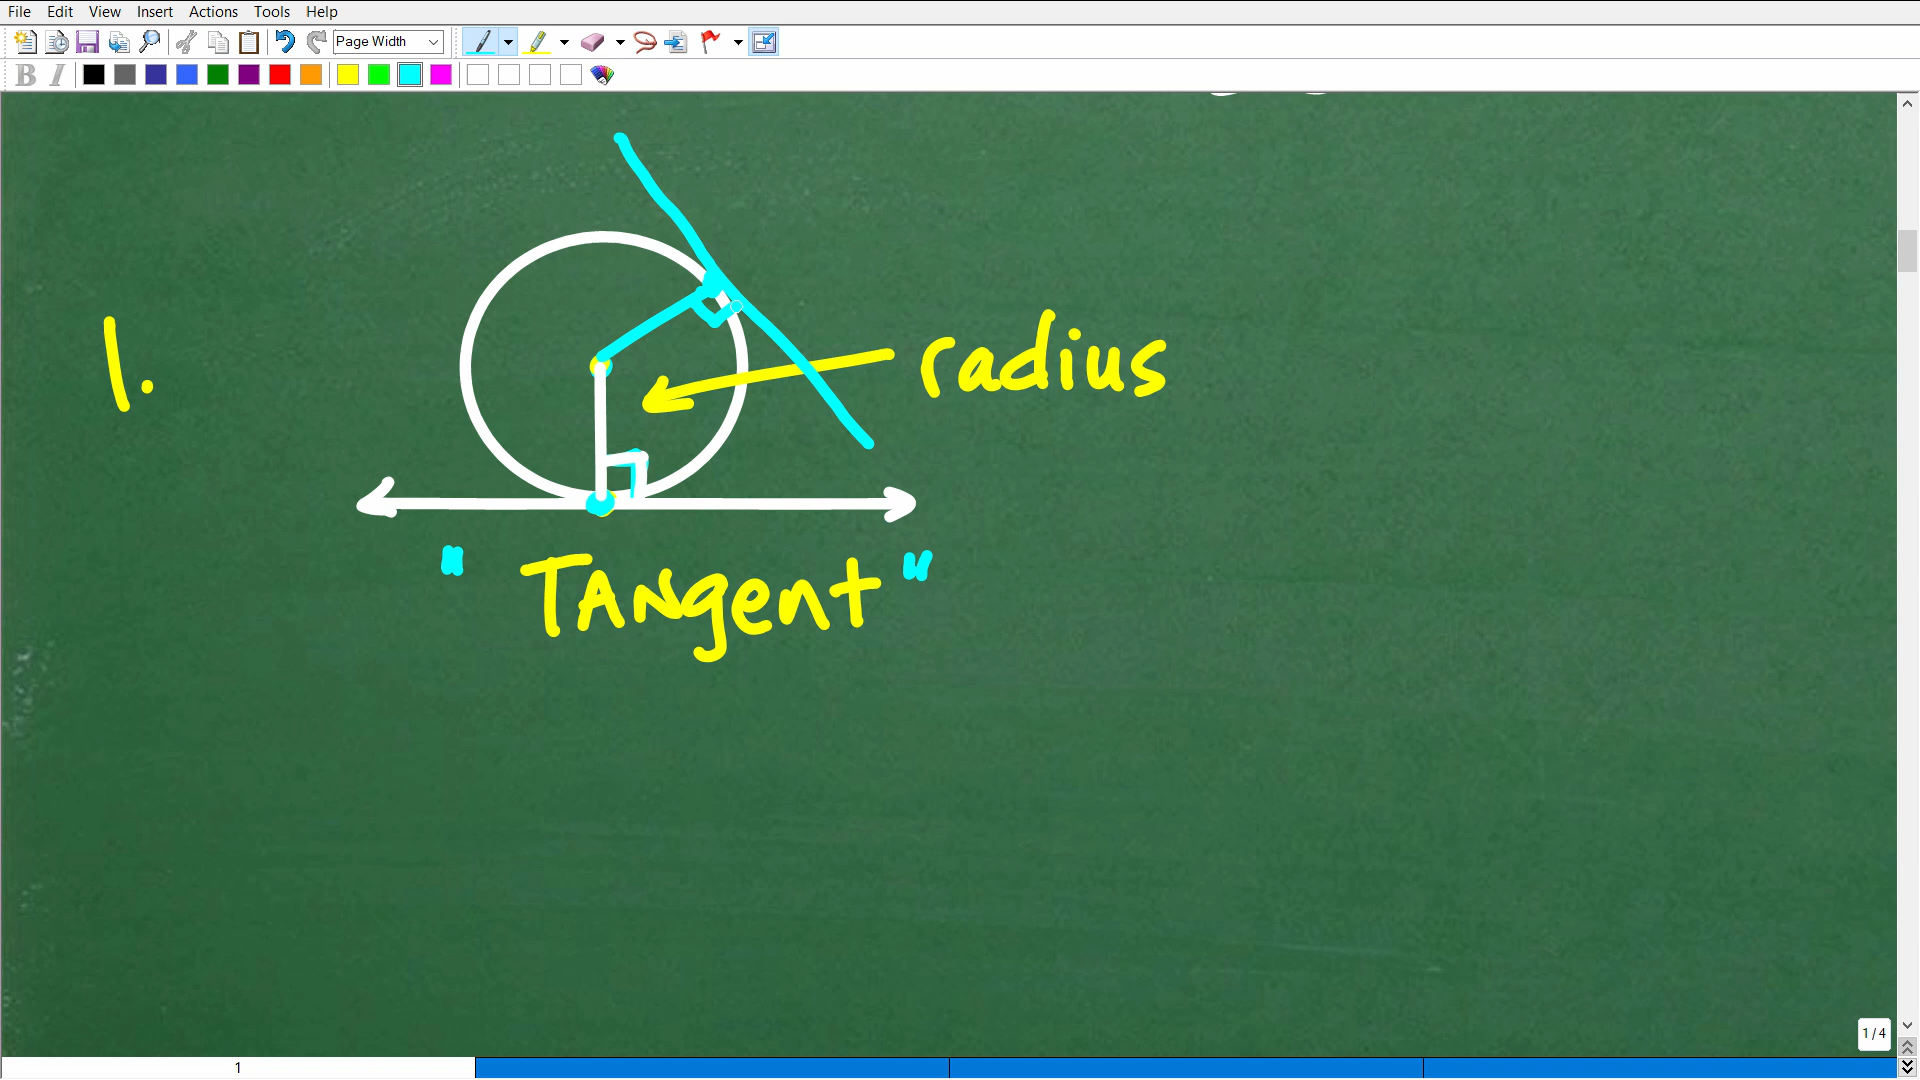 File Edit View Insert Actions Tools Help
Page Width
B I
1.
radius
" TANgent "
1 / 4
1